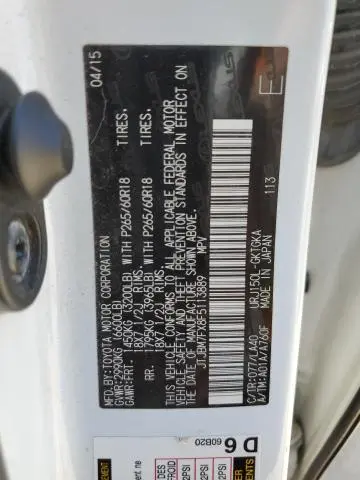 MFD. BY: TOYOTA MOTOR CORPORATION 04/15
GVWR: 2990KG (6600LB)
GAWR: FRT. 1450KG (3200LB) WITH P265/60R18 TIRES.
18X7 1/2J RIMS.
RR. 1795KG (3965LB) WITH P265/60R18 TIRES.
18X7 1/2J RIMS.
THIS VEHICLE CONFORMS TO ALL APPLICABLE FEDERAL MOTOR
VEHICLE SAFETY AND THEFT PREVENTION STANDARDS IN EFFECT ON
THE DATE OF MANUFACTURE SHOWN ABOVE.
JTJBM7FX8F5113889 MPV
E
C/TR: 077/LA40 URJ150L-GKTGKA
A/TM: A01A/A760F MADE IN JAPAN
113
LEXUS
D 6 60B20